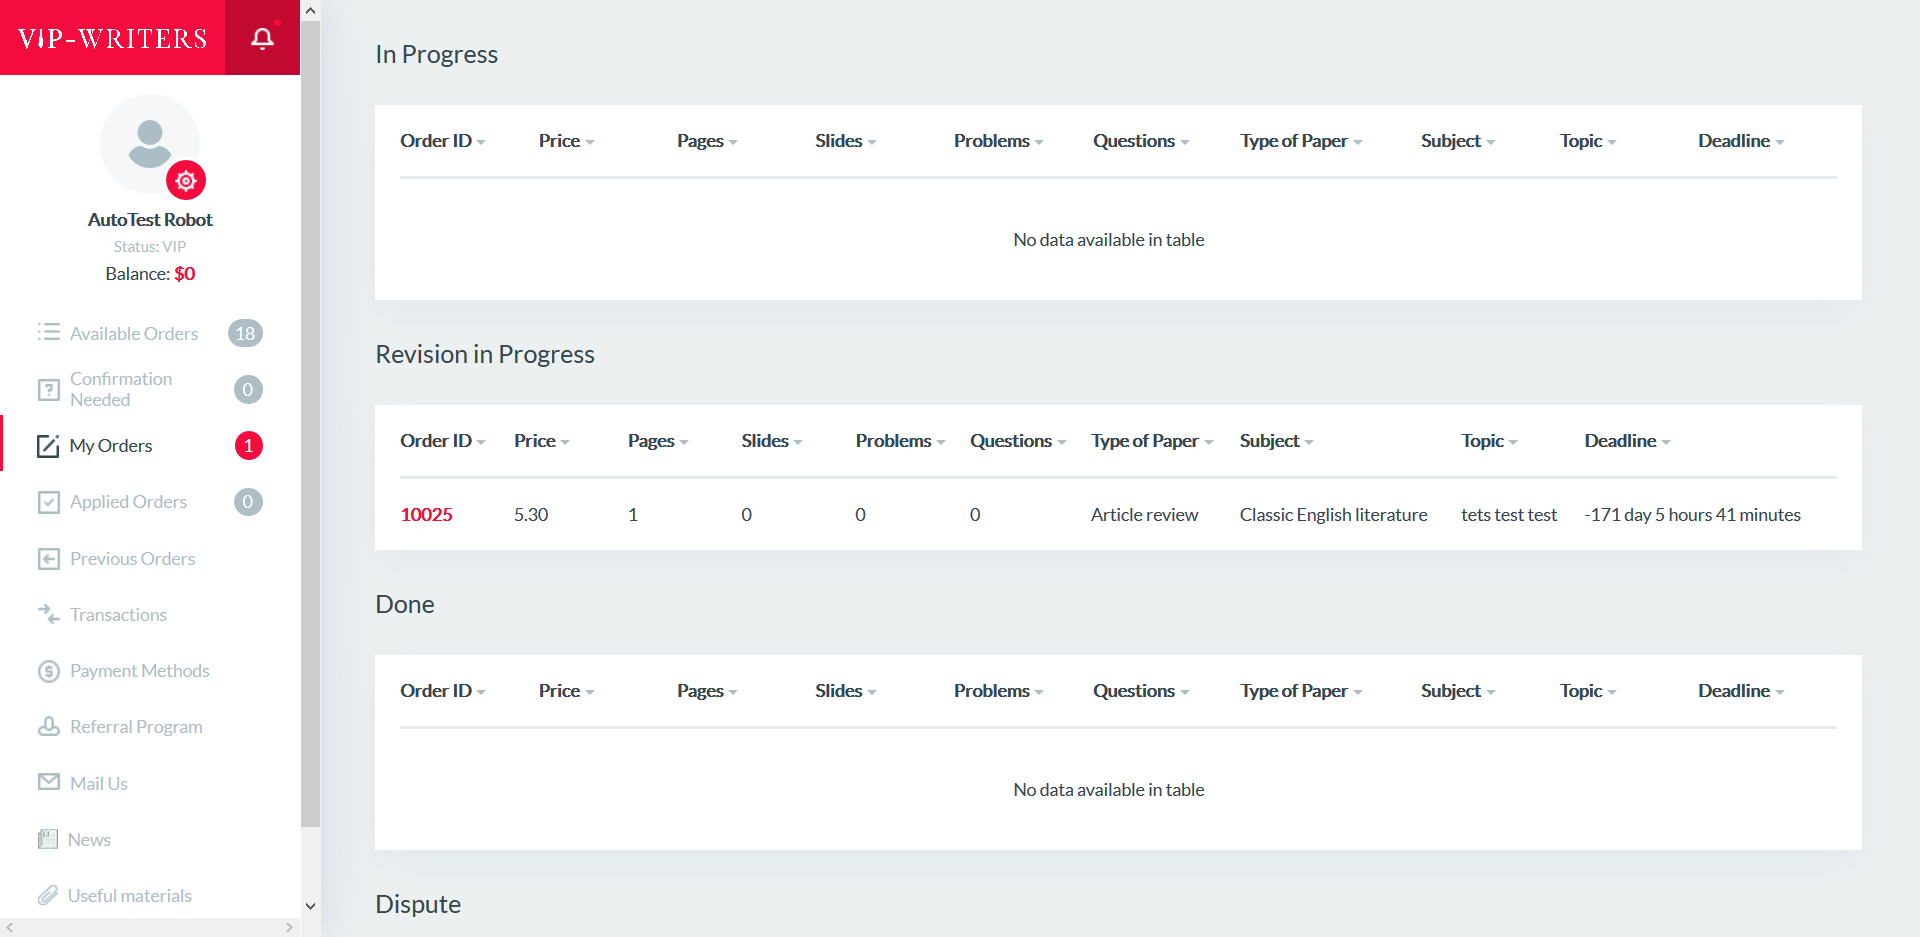 VIP-WRITERS
AutoTest Robot
Status: VIP
Balance: $0
Available Orders 18
Confirmation
Needed 0
My Orders 1
Applied Orders 0
Previous Orders
Transactions
Payment Methods
Referral Program
Mail Us
News
Useful materials
In Progress
Order ID Price Pages Slides Problems Questions Type of Paper Subject Topic Deadline
No data available in table
Revision in Progress
Order ID Price Pages Slides Problems Questions Type of Paper Subject Topic Deadline
10025 5.30 1 0 0 0 Article review Classic English literature tets test test -171 day 5 hours 41 minutes
Done
Order ID Price Pages Slides Problems Questions Type of Paper Subject Topic Deadline
No data available in table
Dispute